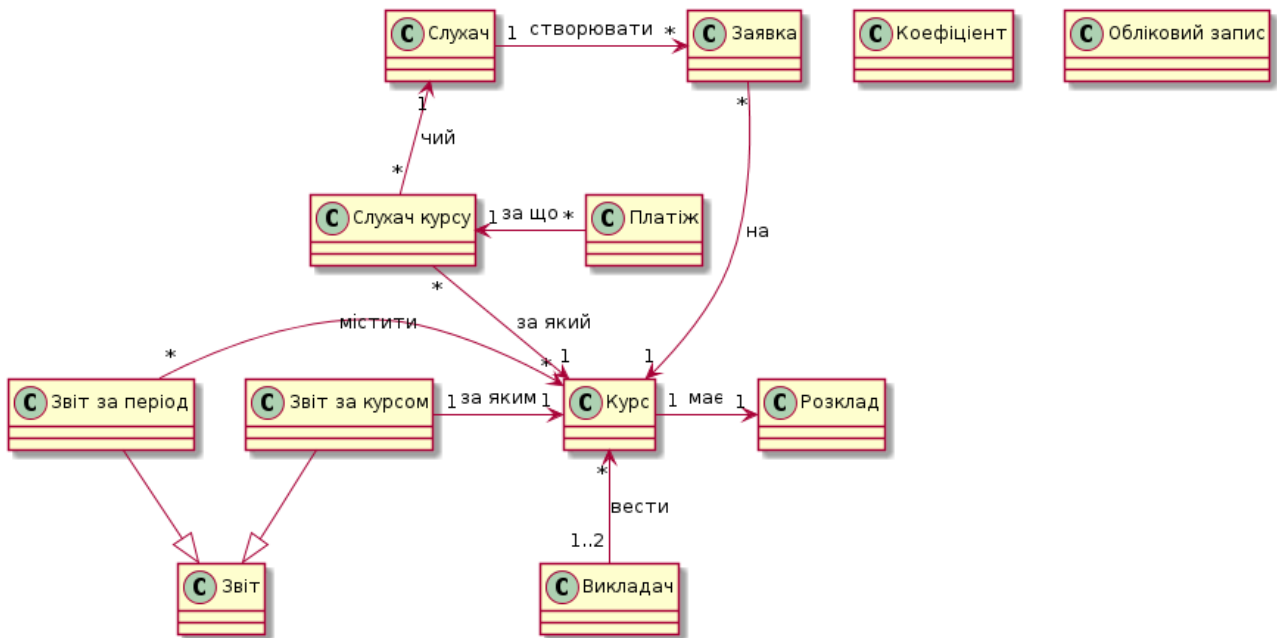 C Слухач
1 створювати *
C Заявка
C Коефіціент
C Обліковий запис
1
чий
*
*
на
1
C Слухач курсу
1 за що *
C Платіж
*
за який
1
*
містити
*
C Звіт за період
C Звіт за курсом
1 за яким 1
C Курс
1 має 1
C Розклад
*
вести
1..2
C Звіт
C Викладач